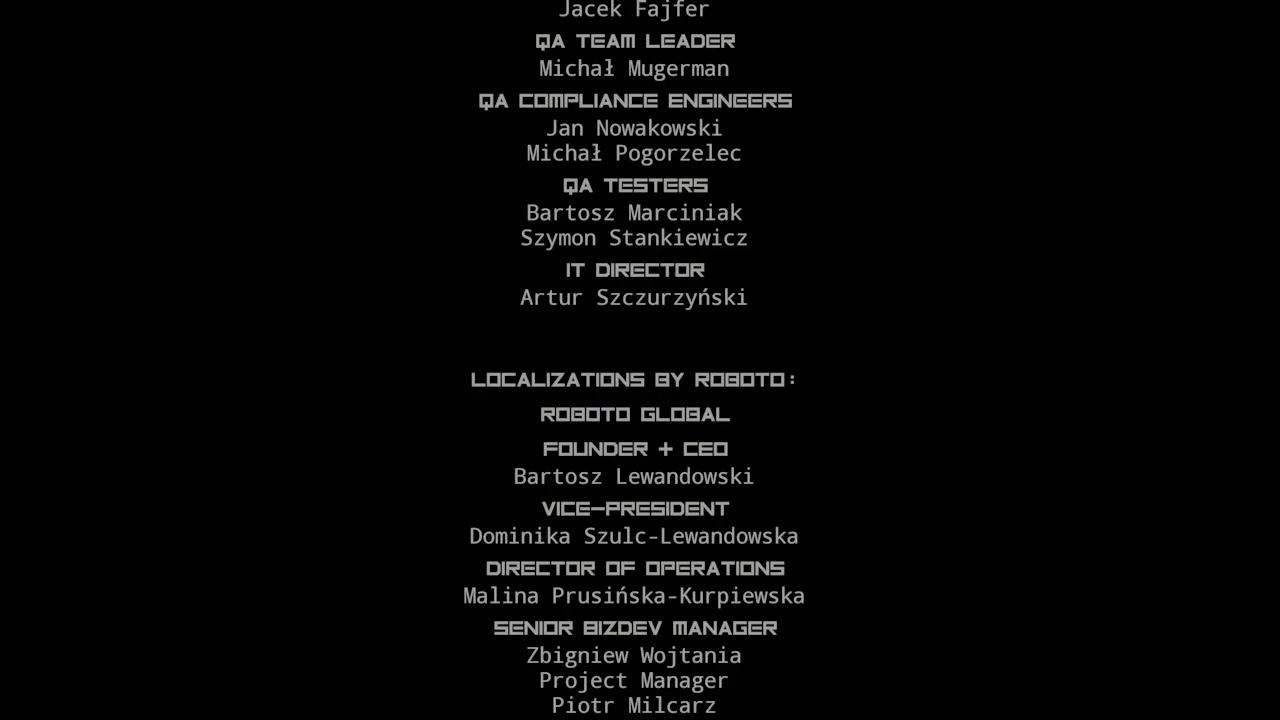 Jacek Fajfer
QA TEAM LEADER
Michał Mugerman
QA COMPLIANCE ENGINEERS
Jan Nowakowski
Michał Pogorzelec
QA TESTERS
Bartosz Marciniak
Szymon Stankiewicz
IT DIRECTOR
Artur Szczurzyński
LOCALIZATIONS BY ROBOTO:
ROBOTO GLOBAL
FOUNDER + CEO
Bartosz Lewandowski
VICE-PRESIDENT
Dominika Szulc-Lewandowska
DIRECTOR OF OPERATIONS
Malina Prusińska-Kurpiewska
SENIOR BIZDEV MANAGER
Zbigniew Wojtania
Project Manager
Piotr Milcarz